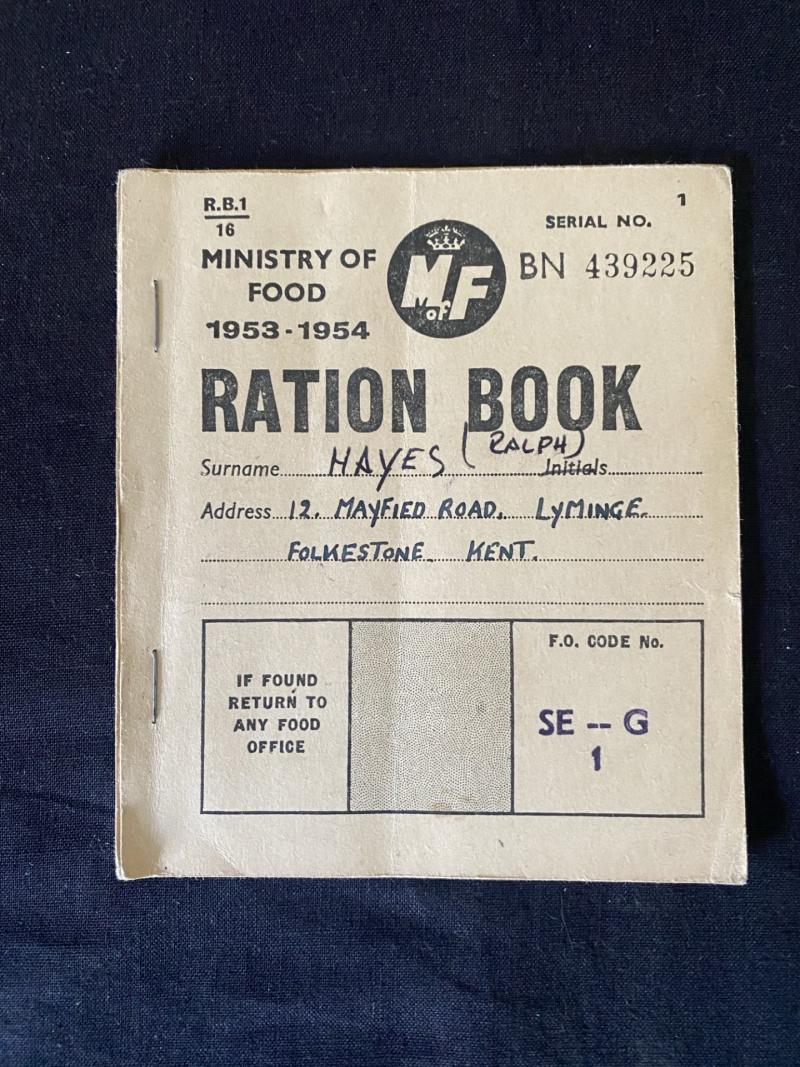 R.B.1
16
1
SERIAL NO.
MINISTRY OF
FOOD
1953-1954
M of F
BN 439225
RATION BOOK
Surname HAYES (RALPH) Initials
Address 12, MAYFIED ROAD, LYMINGE.
FOLKESTONE KENT.
IF FOUND
RETURN TO
ANY FOOD
OFFICE
F.O. CODE No.
SE -- G
1